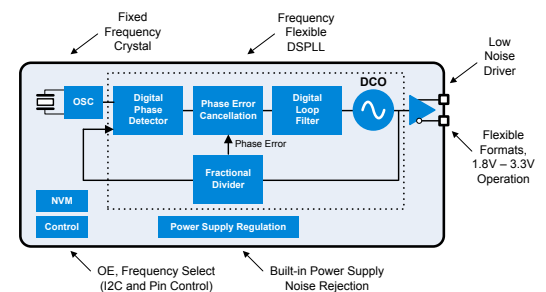 Fixed
Frequency
Crystal
Frequency
Flexible
DSPLL
Low
Noise
Driver
OSC
Digital
Phase
Detector
Phase Error
Cancellation
Digital
Loop
Filter
DCO
Phase Error
Fractional
Divider
Flexible
Formats,
1.8V – 3.3V
Operation
NVM
Control
Power Supply Regulation
OE, Frequency Select
(I2C and Pin Control)
Built-in Power Supply
Noise Rejection